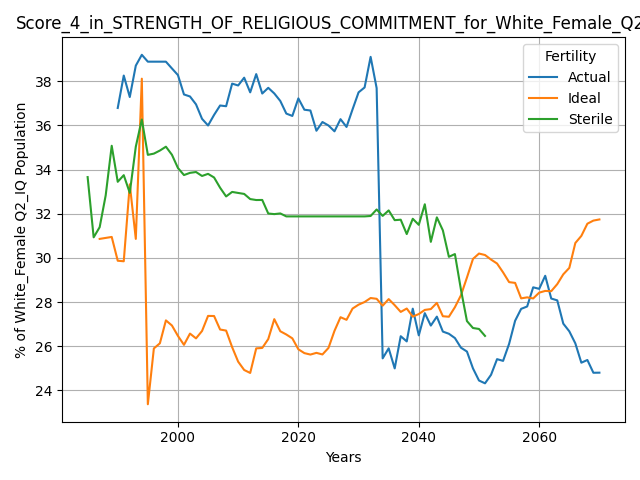 Score_4_in_STRENGTH_OF_RELIGIOUS_COMMITMENT_for_White_Female_Q2
Fertility
Actual
Ideal
Sterile
% of White_Female Q2_IQ Population
38
36
34
32
30
28
26
24
2000
2020
2040
2060
Years